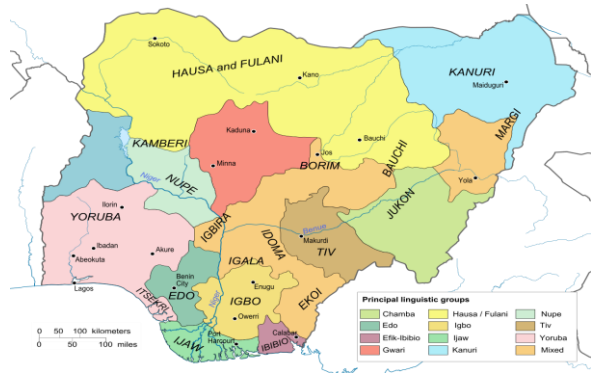 Sokoto
HAUSA and FULANI
Kano
KANURI
Maiduguri
KAMBERI
Kaduna
Bauchi
MARGI
Jos
BORIM
BAUCHI
Minna
NUPE
Niger
Yola
JUKON
Ilorin
YORUBA
IGBIRA
Benue
Makurdi
TIV
IDOMA
Ibadan
Abeokuta
Akure
IGALA
Lagos
ITSEKRI
Benin
City
EDO
Niger
Enugu
IGBO
Owerri
EKOI
IJAW
Port
Harcourt
Calabar
IBIBIO
0 50 100 kilometers
0 50 100 miles
Principal linguistic groups
Chamba
Edo
Efik-Ibibio
Gwari
Hausa / Fulani
Igbo
Ijaw
Kanuri
Nupe
Tiv
Yoruba
Mixed